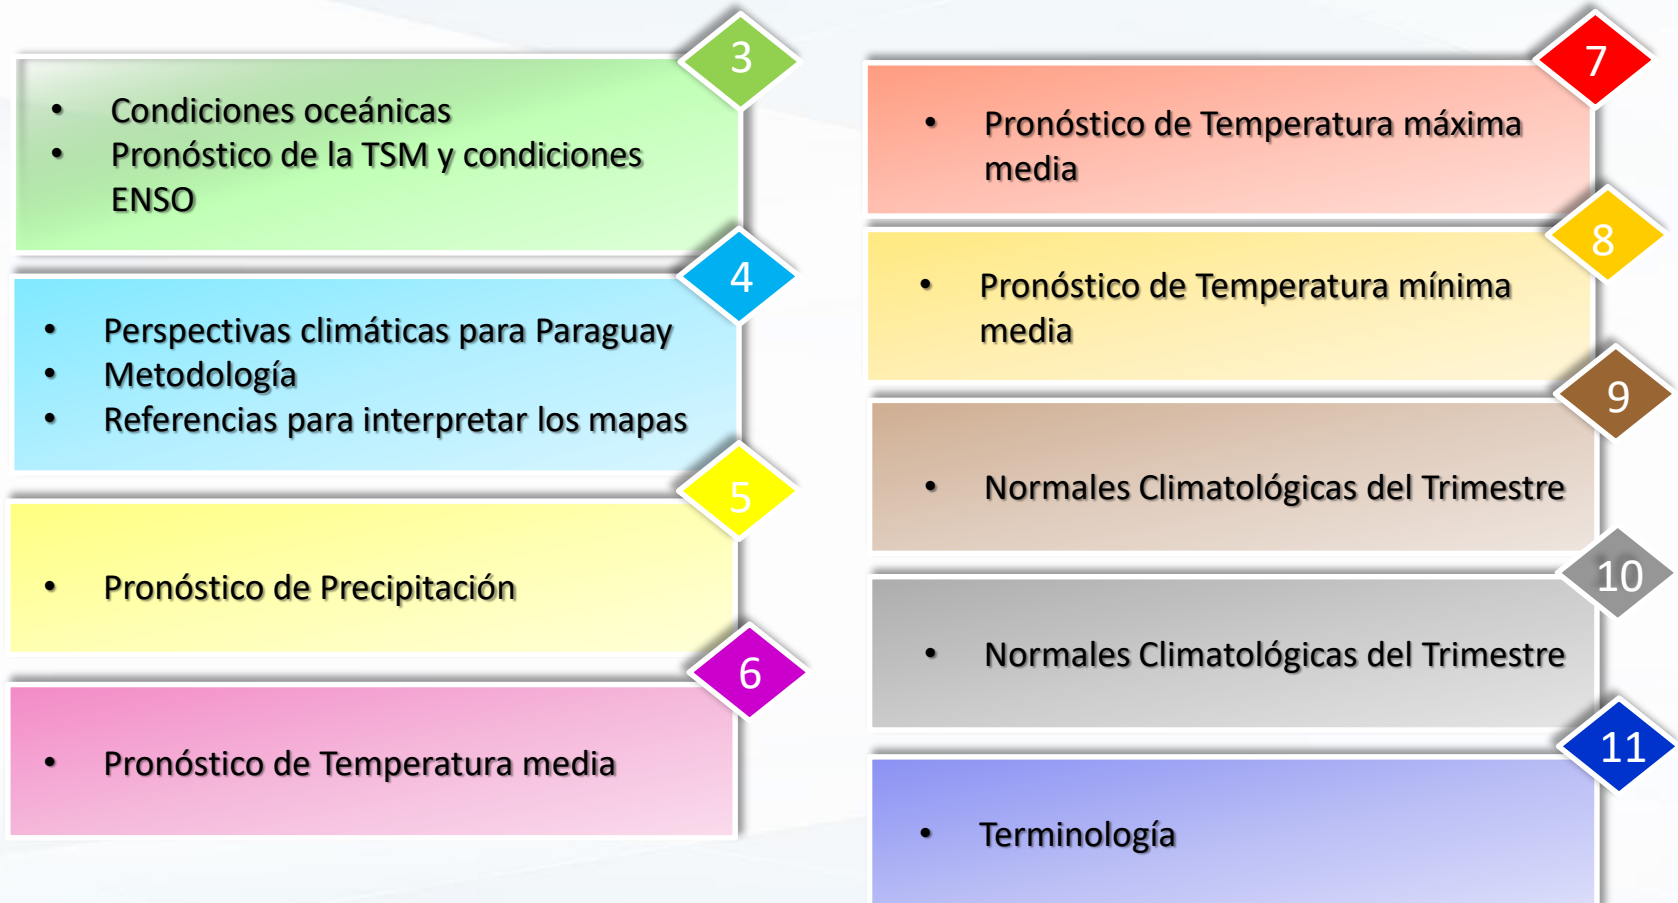 3
• Condiciones oceánicas
• Pronóstico de la TSM y condiciones
ENSO
4
• Perspectivas climáticas para Paraguay
• Metodología
• Referencias para interpretar los mapas
5
• Pronóstico de Precipitación
6
• Pronóstico de Temperatura media
7
• Pronóstico de Temperatura máxima
media
8
• Pronóstico de Temperatura mínima
media
9
• Normales Climatológicas del Trimestre
10
• Normales Climatológicas del Trimestre
11
• Terminología